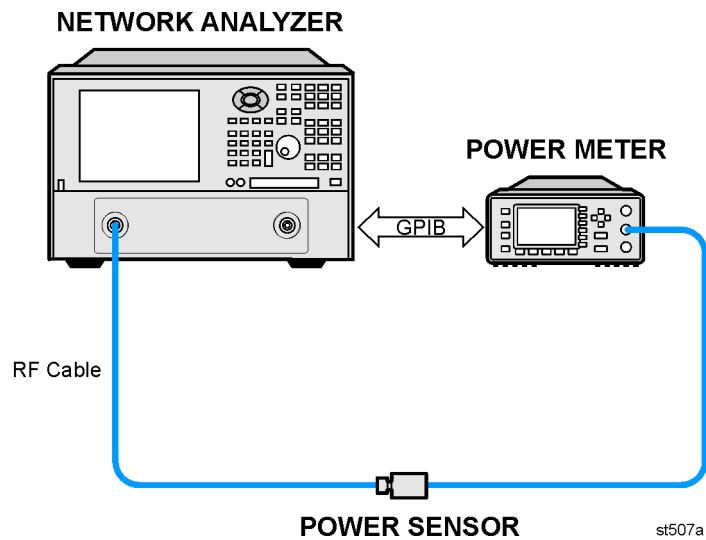 NETWORK ANALYZER
POWER METER
GPIB
RF Cable
POWER SENSOR
st507a